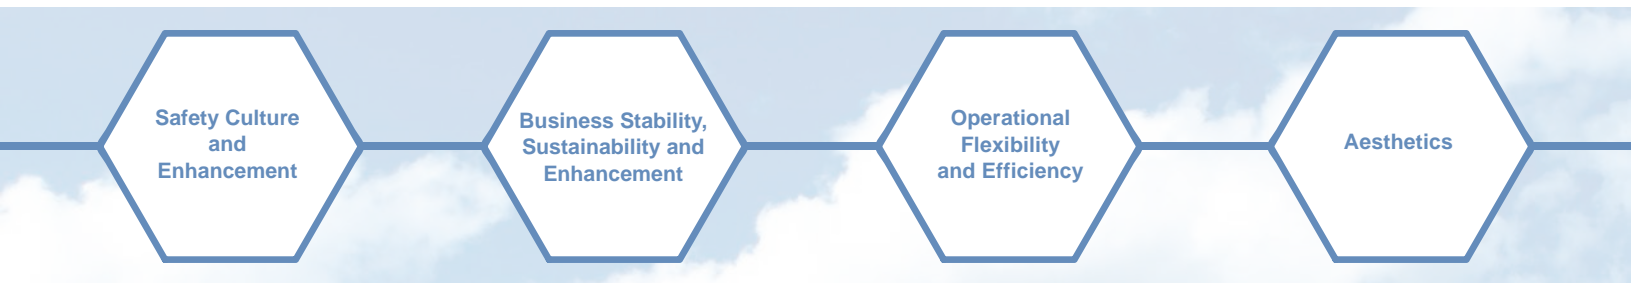 Safety Culture
and
Enhancement
Business Stability,
Sustainability and
Enhancement
Operational
Flexibility
and Efficiency
Aesthetics